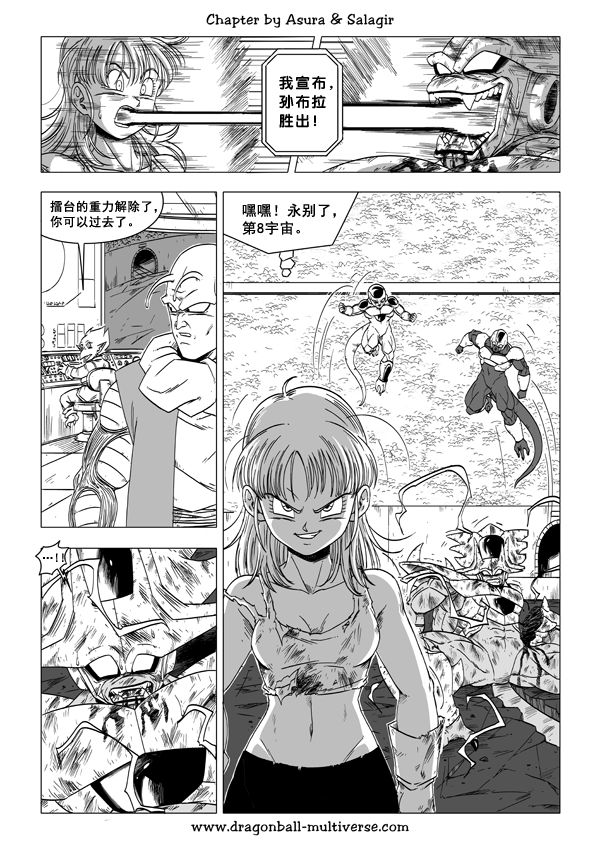 Chapter by Asura & Salagir
我宣布，
孙布拉
胜出！
擂台的重力解除了，
你可以过去了。
嘿嘿！永别了，
第8宇宙。
…!!
www.dragonball-multiverse.com